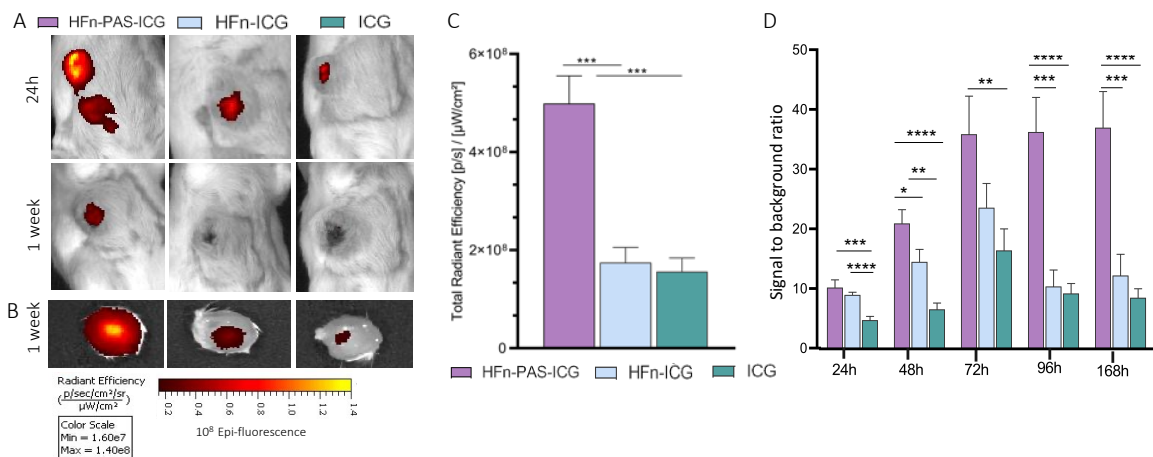 A
HFn-PAS-ICG HFn-ICG ICG
24h
1 week
B
1 week
Radiant Efficiency
(p/sec/cm²/sr / µW/cm²)
Color Scale
Min = 1.60e7
Max = 1.40e8
0.2 0.4 0.6 0.8 1.0 1.2 1.4
10⁸ Epi-fluorescence
C
Total Radiant Efficiency [p/s] / [µW/cm²]
6×10⁸
4×10⁸
2×10⁸
0
*** ***
HFn-PAS-ICG HFn-ICG ICG
D
Signal to background ratio
50
40
30
20
10
0
*** ****
**** ** *
**
**** ***
**** ***
24h 48h 72h 96h 168h